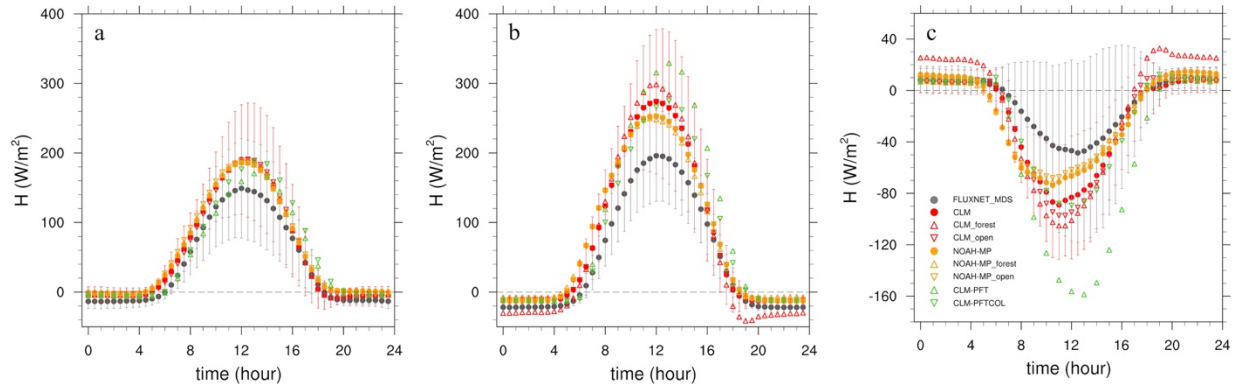 a
H (W/m²)
400
300
200
100
0
0 4 8 12 16 20 24
time (hour)
b
H (W/m²)
400
300
200
100
0
0 4 8 12 16 20 24
time (hour)
c
H (W/m²)
40
0
-40
-80
-120
-160
FLUXNET_MDS
CLM
CLM_forest
CLM_open
NOAH-MP
NOAH-MP_forest
NOAH-MP_open
CLM-PFT
CLM-PFTCOL
0 4 8 12 16 20 24
time (hour)